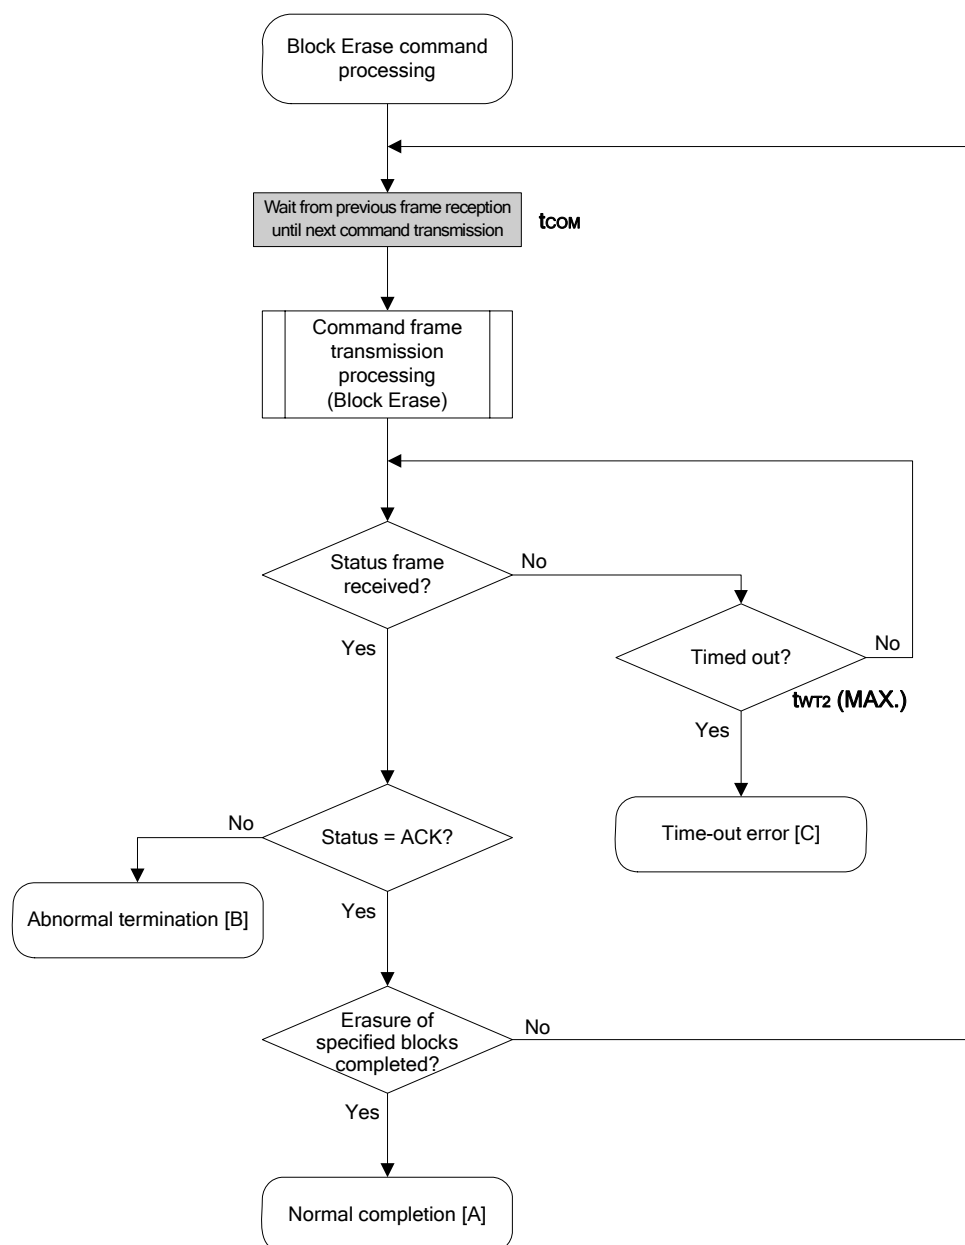 Block Erase command
processing
Wait from previous frame reception
until next command transmission
tCOM
Command frame
transmission
processing
(Block Erase)
Status frame
received?
No
Yes
Timed out?
No
tWT2 (MAX.)
Yes
Time-out error [C]
No
Status = ACK?
Abnormal termination [B]
Yes
Erasure of
specified blocks
completed?
No
Yes
Normal completion [A]